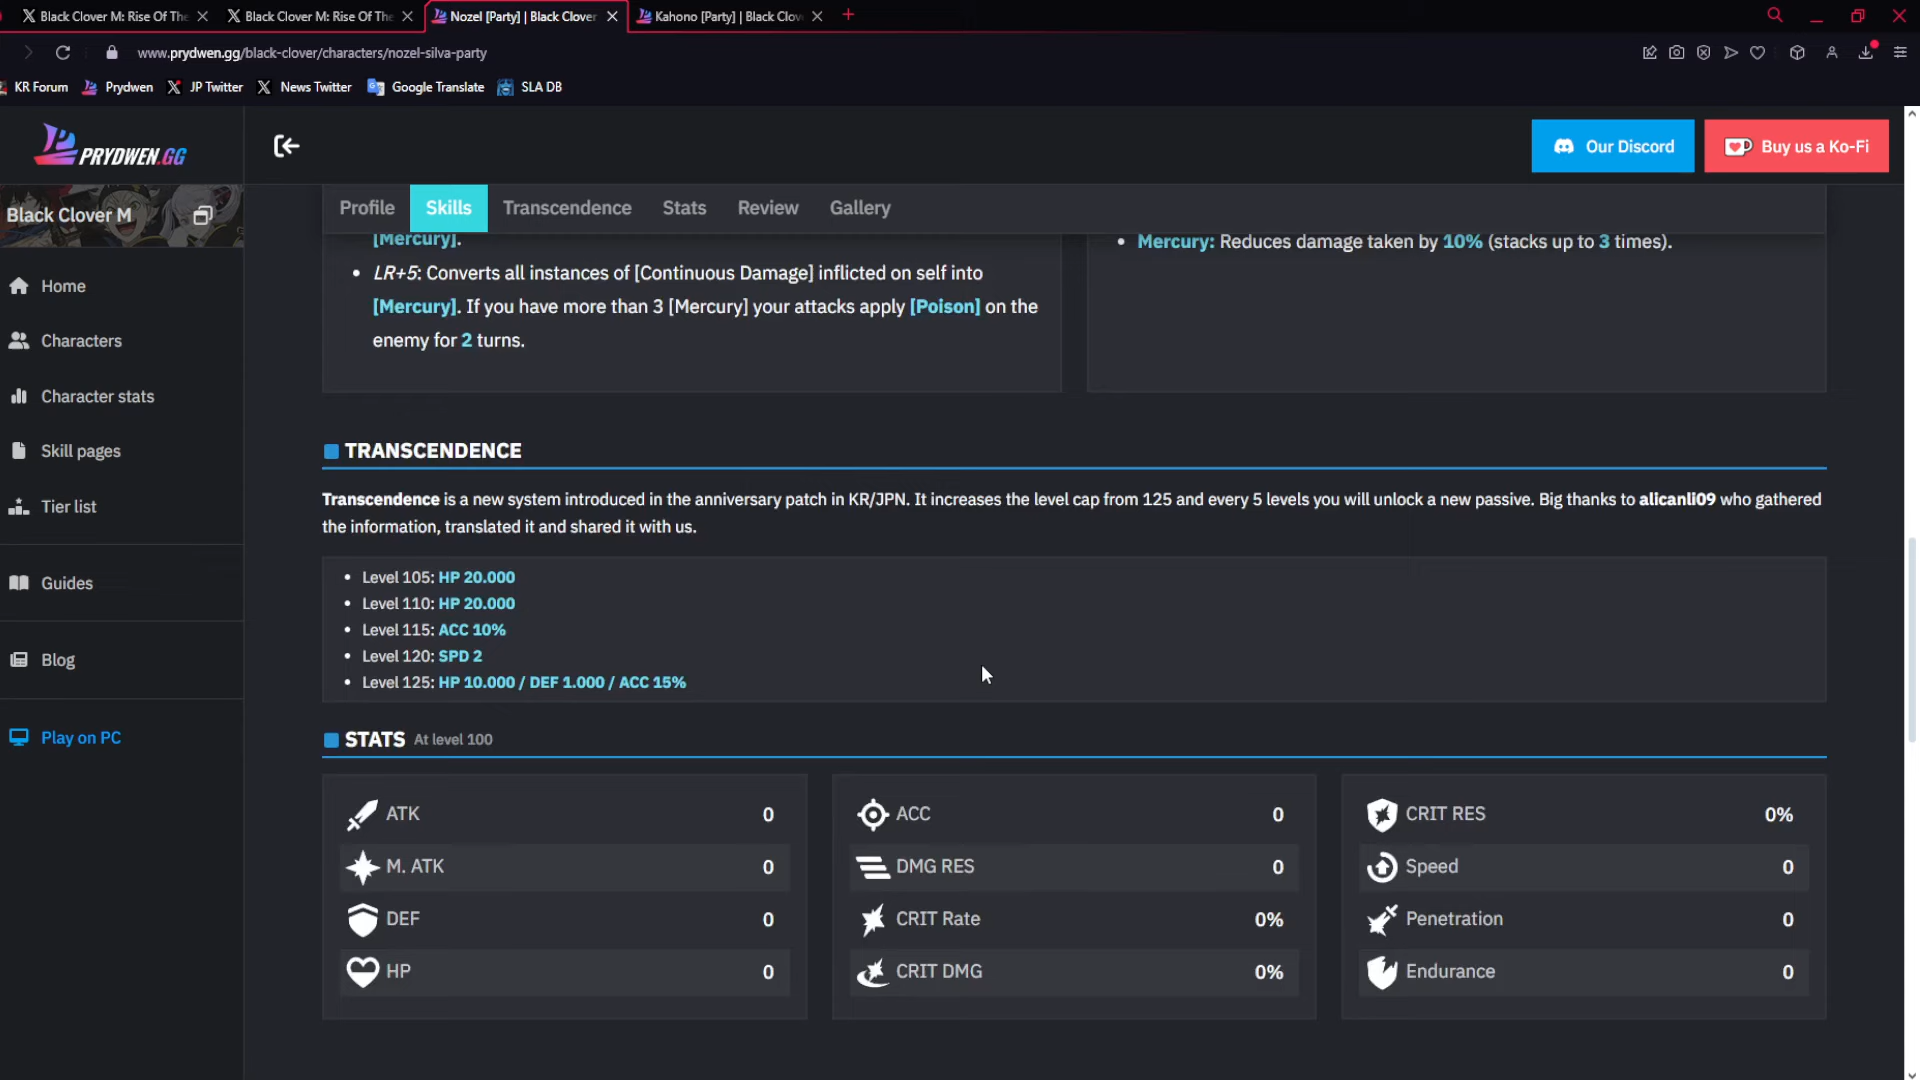 Black Clover M: Rise Of The
Black Clover M: Rise Of The
Nozel [Party] | Black Clover
Kahono [Party] | Black Clov
www.prydwen.gg/black-clover/characters/nozel-silva-party
KR Forum
Prydwen
JP Twitter
News Twitter
Google Translate
SLA DB
PRYDWEN.GG
Our Discord
Buy us a Ko-Fi
Black Clover M
Home
Characters
Character stats
Skill pages
Tier list
Guides
Blog
Play on PC
Profile
Skills
Transcendence
Stats
Review
Gallery
[Mercury].
• LR+5: Converts all instances of [Continuous Damage] inflicted on self into
[Mercury]. If you have more than 3 [Mercury] your attacks apply [Poison] on the
enemy for 2 turns.
• Mercury: Reduces damage taken by 10% (stacks up to 3 times).
TRANSCENDENCE
Transcendence is a new system introduced in the anniversary patch in KR/JPN. It increases the level cap from 125 and every 5 levels you will unlock a new passive. Big thanks to alicanli09 who gathered
the information, translated it and shared it with us.
• Level 105: HP 20.000
• Level 110: HP 20.000
• Level 115: ACC 10%
• Level 120: SPD 2
• Level 125: HP 10.000 / DEF 1.000 / ACC 15%
STATS At level 100
ATK 0
M. ATK 0
DEF 0
HP 0
ACC 0
DMG RES 0
CRIT Rate 0%
CRIT DMG 0%
CRIT RES 0%
Speed 0
Penetration 0
Endurance 0